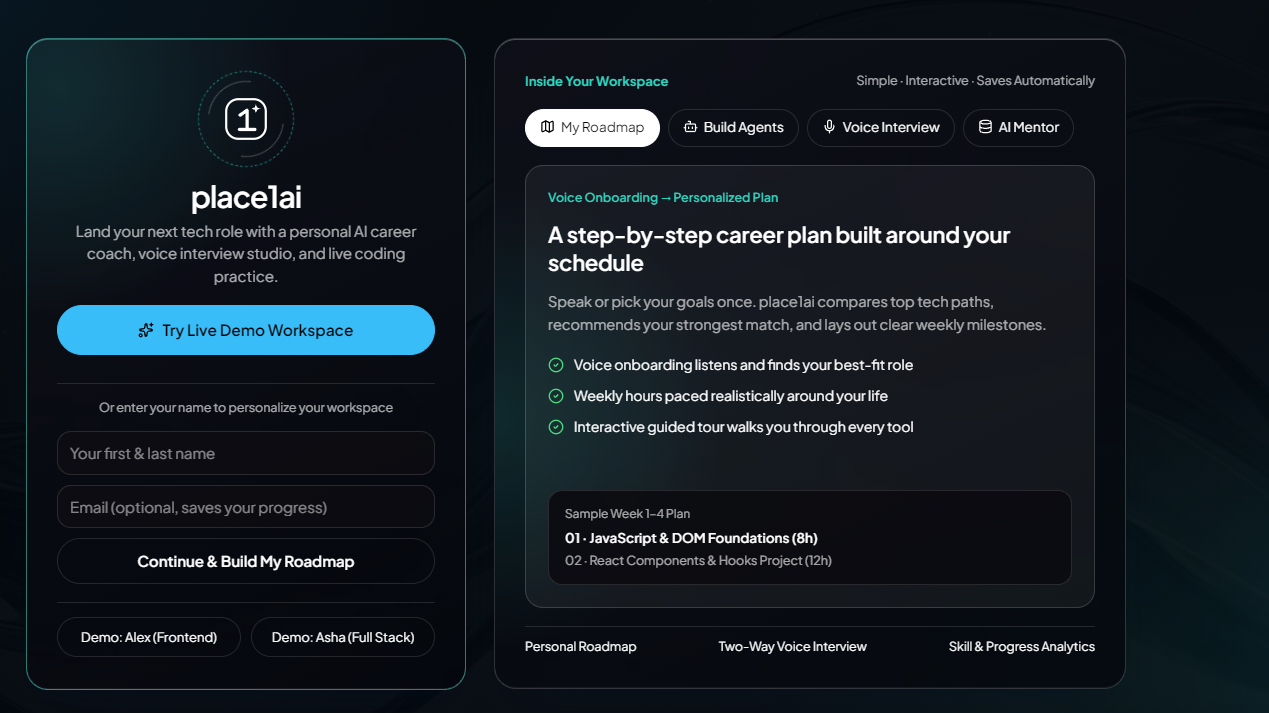 1
place1ai
Land your next tech role with a personal AI career
coach, voice interview studio, and live coding
practice.
Try Live Demo Workspace
Or enter your name to personalize your workspace
Your first & last name
Email (optional, saves your progress)
Continue & Build My Roadmap
Demo: Alex (Frontend)
Demo: Asha (Full Stack)
Inside Your Workspace
Simple · Interactive · Saves Automatically
My Roadmap
Build Agents
Voice Interview
AI Mentor
Voice Onboarding → Personalized Plan
A step-by-step career plan built around your
schedule
Speak or pick your goals once. place1ai compares top tech paths,
recommends your strongest match, and lays out clear weekly milestones.
Voice onboarding listens and finds your best-fit role
Weekly hours paced realistically around your life
Interactive guided tour walks you through every tool
Sample Week 1–4 Plan
01 · JavaScript & DOM Foundations (8h)
02 · React Components & Hooks Project (12h)
Personal Roadmap
Two-Way Voice Interview
Skill & Progress Analytics